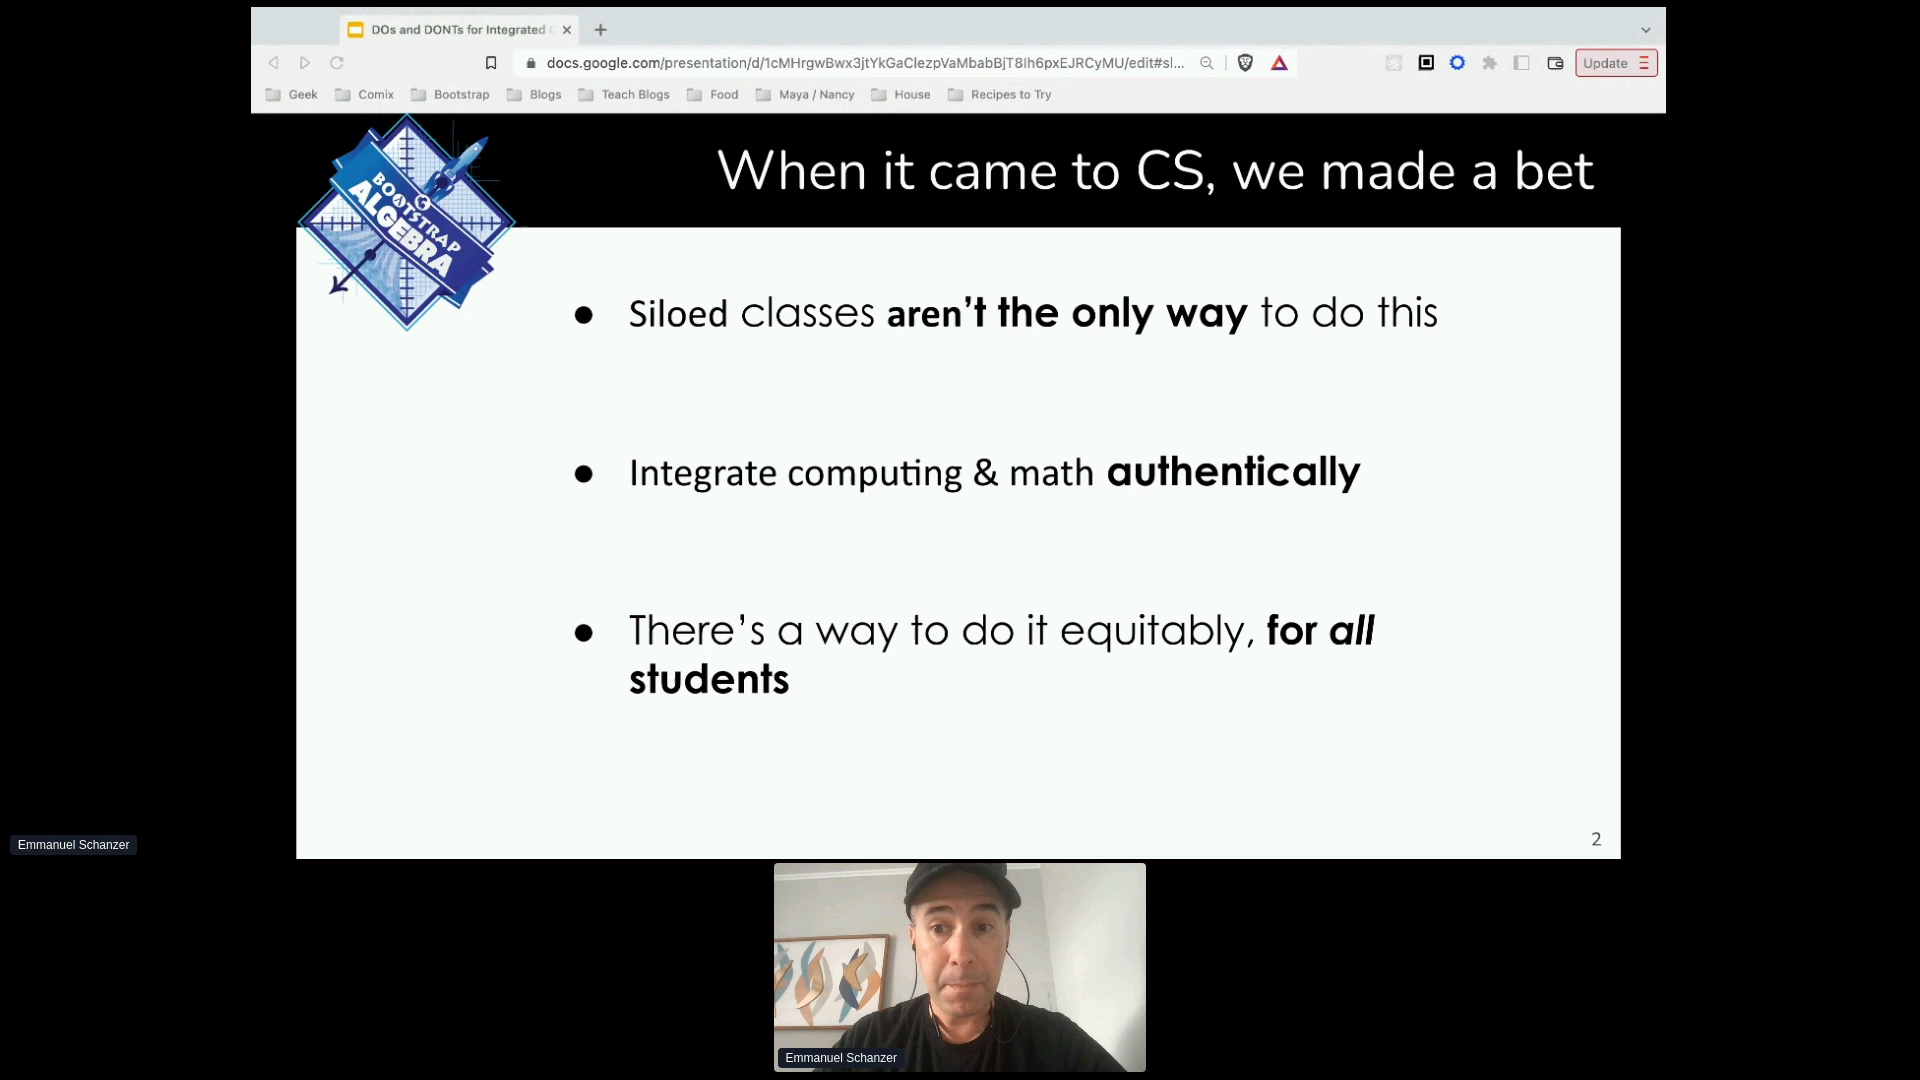 DOs and DONTs for Integrated
docs.google.com/presentation/d/1cMHrgwBwx3jtYkGaClezpVaMbabBjT8Ih6pxEJRCyMU/edit#sl...
Update
Geek Comix Bootstrap Blogs Teach Blogs Food Maya / Nancy House Recipes to Try
BOOTSTRAP
ALGEBRA
When it came to CS, we made a bet
● Siloed classes aren't the only way to do this
● Integrate computing & math authentically
● There's a way to do it equitably, for all
students
2
Emmanuel Schanzer
Emmanuel Schanzer